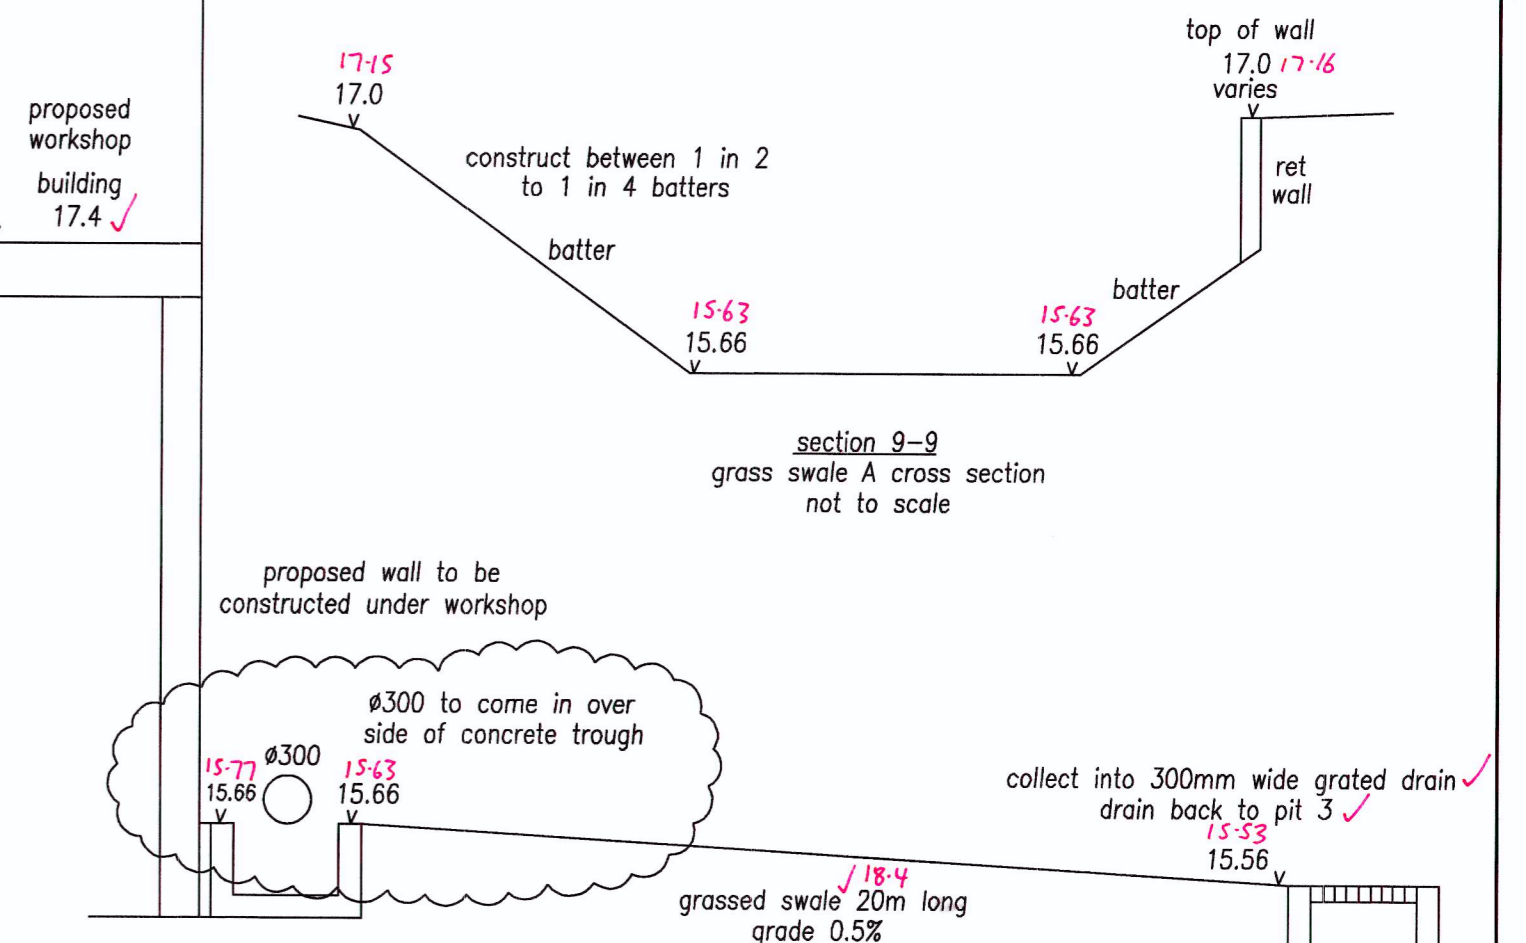 proposed
workshop
building
17.4 ✓
17·15
17.0
construct between 1 in 2
to 1 in 4 batters
batter
top of wall
17.0 17·16
varies
ret
wall
batter
15·63
15.66
15·63
15.66
section 9–9
grass swale A cross section
not to scale
proposed wall to be
constructed under workshop
ø300 to come in over
side of concrete trough
ø300
15·77
15.66
15·63
15.66
collect into 300mm wide grated drain ✓
drain back to pit 3 ✓
15·53
15.56
✓ 18·4
grassed swale 20m long
grade 0.5%